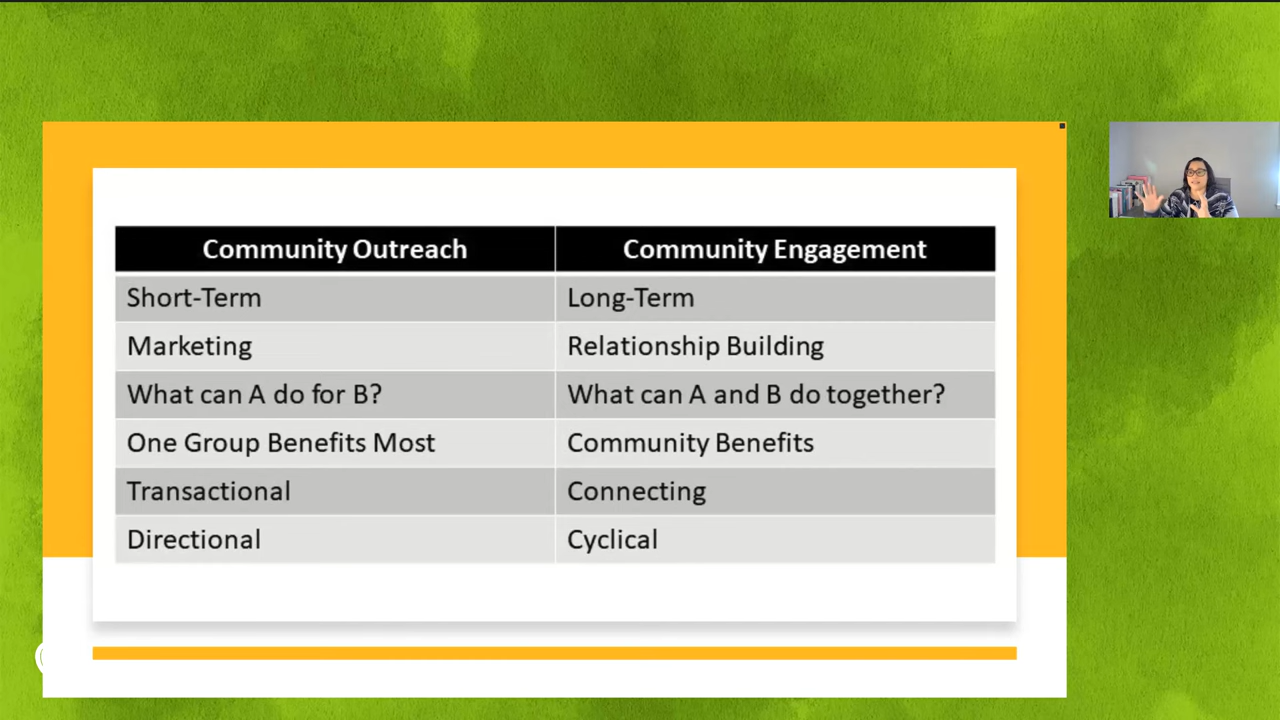 Community Outreach Community Engagement
Short-Term Long-Term
Marketing Relationship Building
What can A do for B? What can A and B do together?
One Group Benefits Most Community Benefits
Transactional Connecting
Directional Cyclical